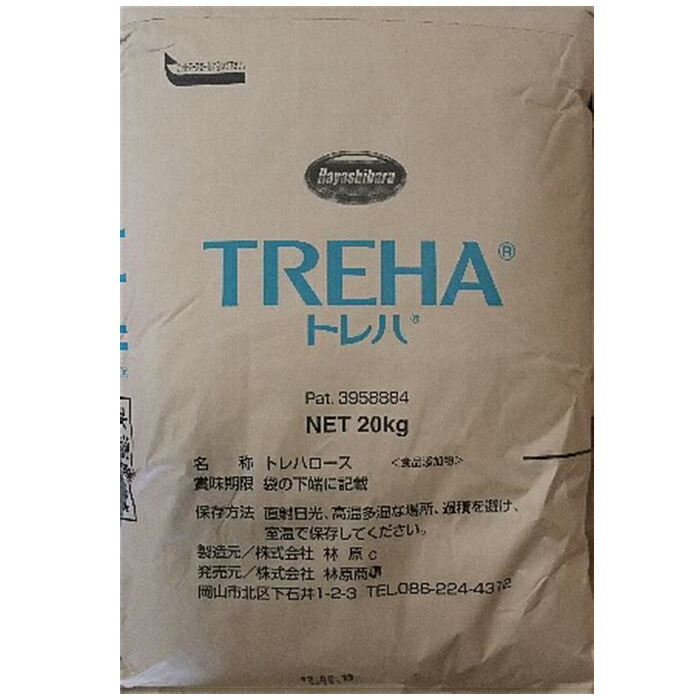 Hayashibara
TREHA®
トレハ®
Pat. 3958884
NET 20kg
名 称 トレハロース <食品添加物>
賞味期限 袋の下端に記載
保存方法 直射日光、高温多湿な場所、過積を避け、
室温で保存してください。
製造元/株式会社 林 原 c
発売元/株式会社 林原商事
岡山市北区下石井1-2-3 TEL.086-224-4312